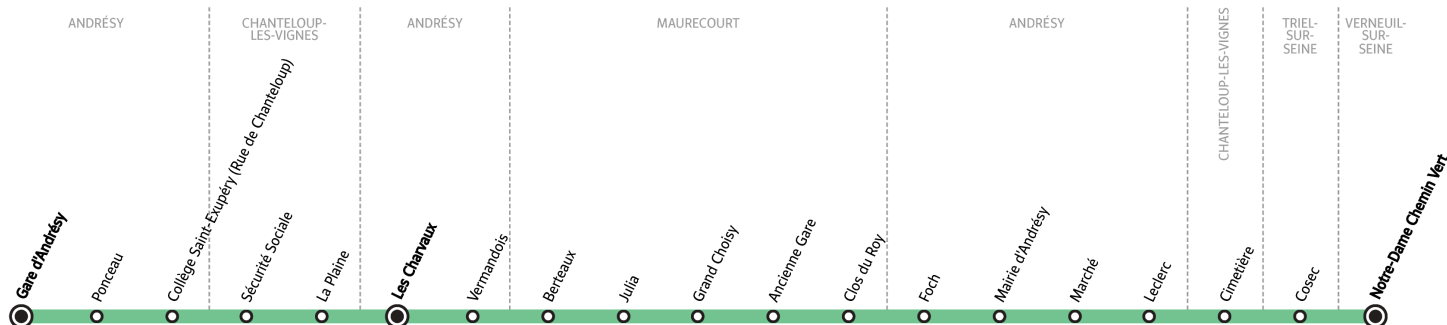 ANDRÉSY
CHANTELOUP-
LES-VIGNES
ANDRÉSY
MAURECOURT
ANDRÉSY
CHANTELOUP-LES-VIGNES
TRIEL-
SUR-
SEINE
VERNEUIL-
SUR-
SEINE
Gare d'Andrésy
Ponceau
Collège Saint-Exupéry (Rue de Chanteloup)
Sécurité Sociale
La Plaine
Les Charvaux
Vermandois
Berteaux
Julia
Grand Choisy
Ancienne Gare
Clos du Roy
Foch
Mairie d'Andrésy
Marché
Leclerc
Cimetière
Cosec
Notre-Dame Chemin Vert